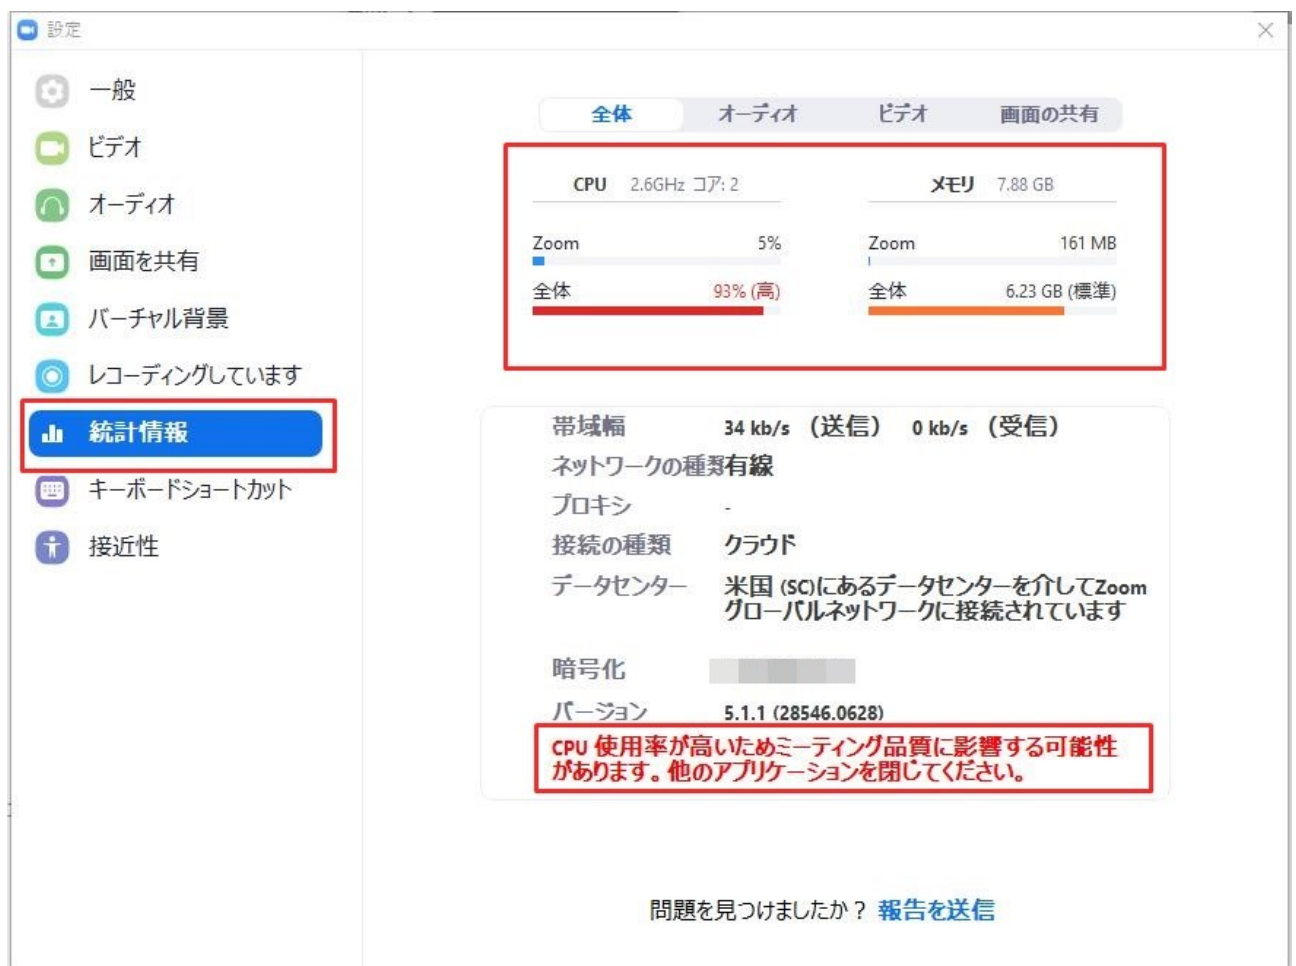 設定
一般
ビデオ
オーディオ
画面を共有
バーチャル背景
レコーディングしています
統計情報
キーボードショートカット
接近性
全体 オーディオ ビデオ 画面の共有
CPU 2.6GHz コア: 2
Zoom 5%
全体 93% (高)
メモリ 7.88 GB
Zoom 161 MB
全体 6.23 GB (標準)
帯域幅 34 kb/s (送信) 0 kb/s (受信)
ネットワークの種類 有線
プロキシ -
接続の種類 クラウド
データセンター 米国 (SC)にあるデータセンターを介してZoom
グローバルネットワークに接続されています
暗号化
バージョン 5.1.1 (28546.0628)
CPU 使用率が高いためミーティング品質に影響する可能性
があります。他のアプリケーションを閉じてください。
問題を見つけましたか? 報告を送信